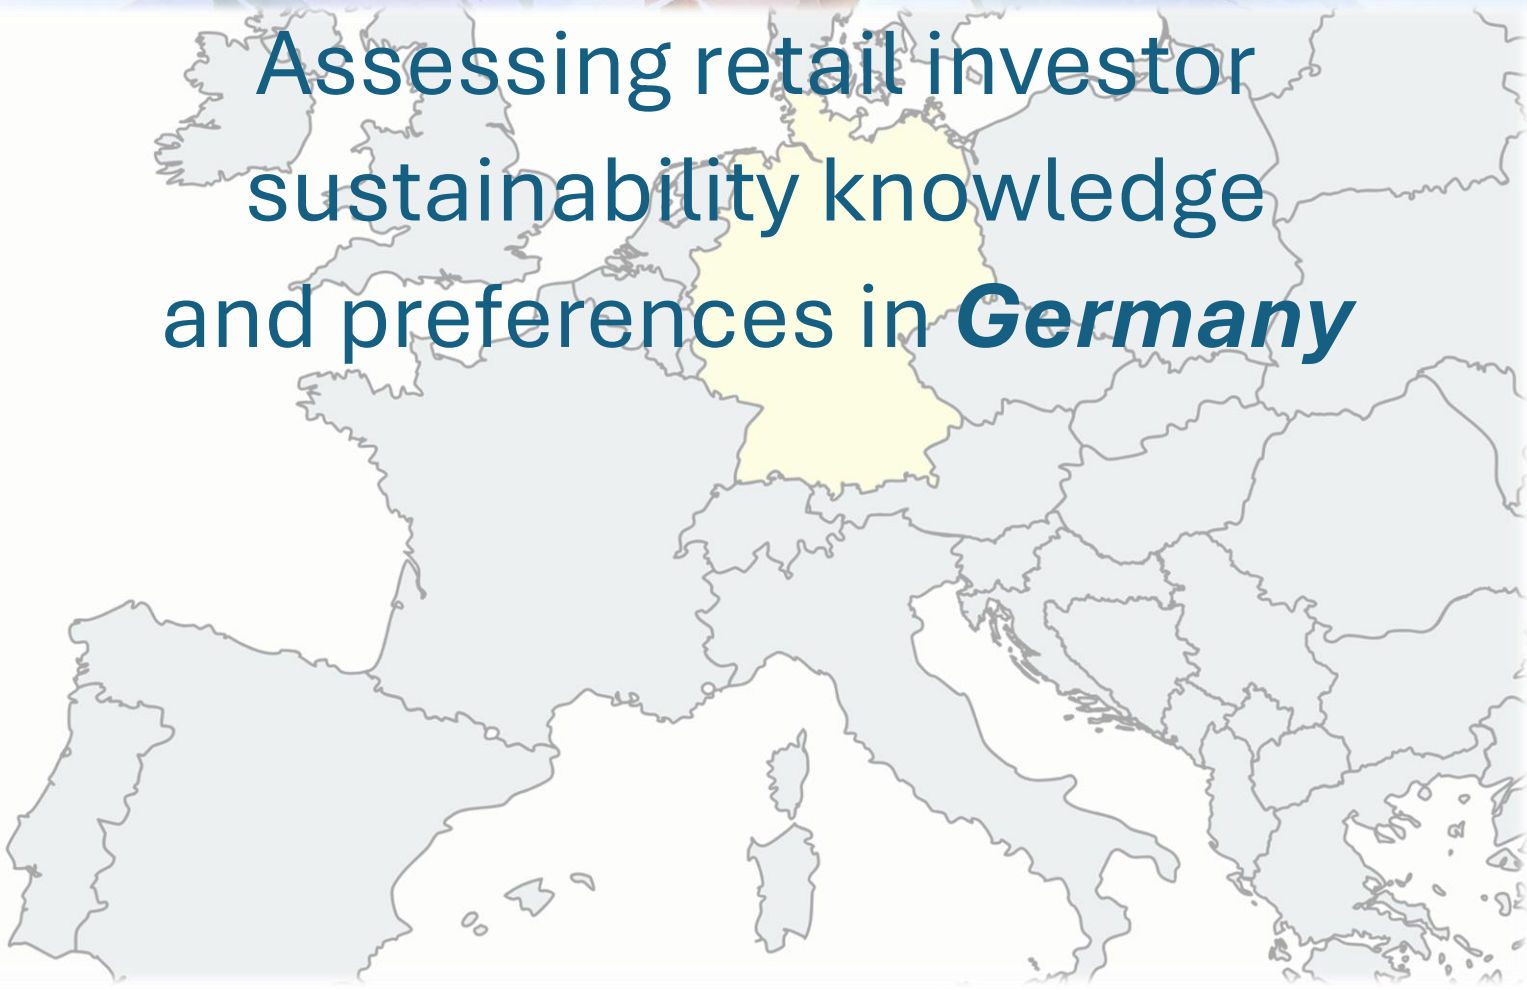 Assessing retail investor
sustainability knowledge
and preferences in Germany